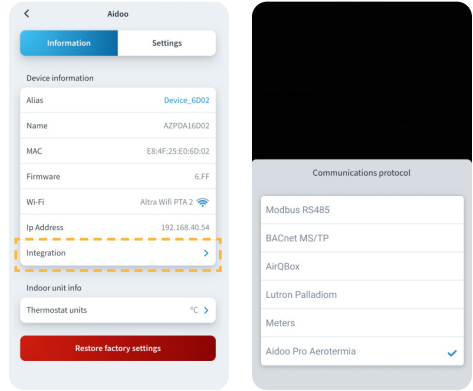 Aidoo
Information Settings
Device information
Alias Device_6D02
Name AZPDA16D02
MAC E8:4F:25:E0:6D:02
Firmware 6.FF
Wi-Fi Altra Wifi PTA 2
Ip Address 192.168.40.54
Integration
Indoor unit info
Thermostat units °C
Restore factory settings
Communications protocol
Modbus RS485
BACnet MS/TP
AirQBox
Lutron Palladiom
Meters
Aidoo Pro Aerotermia